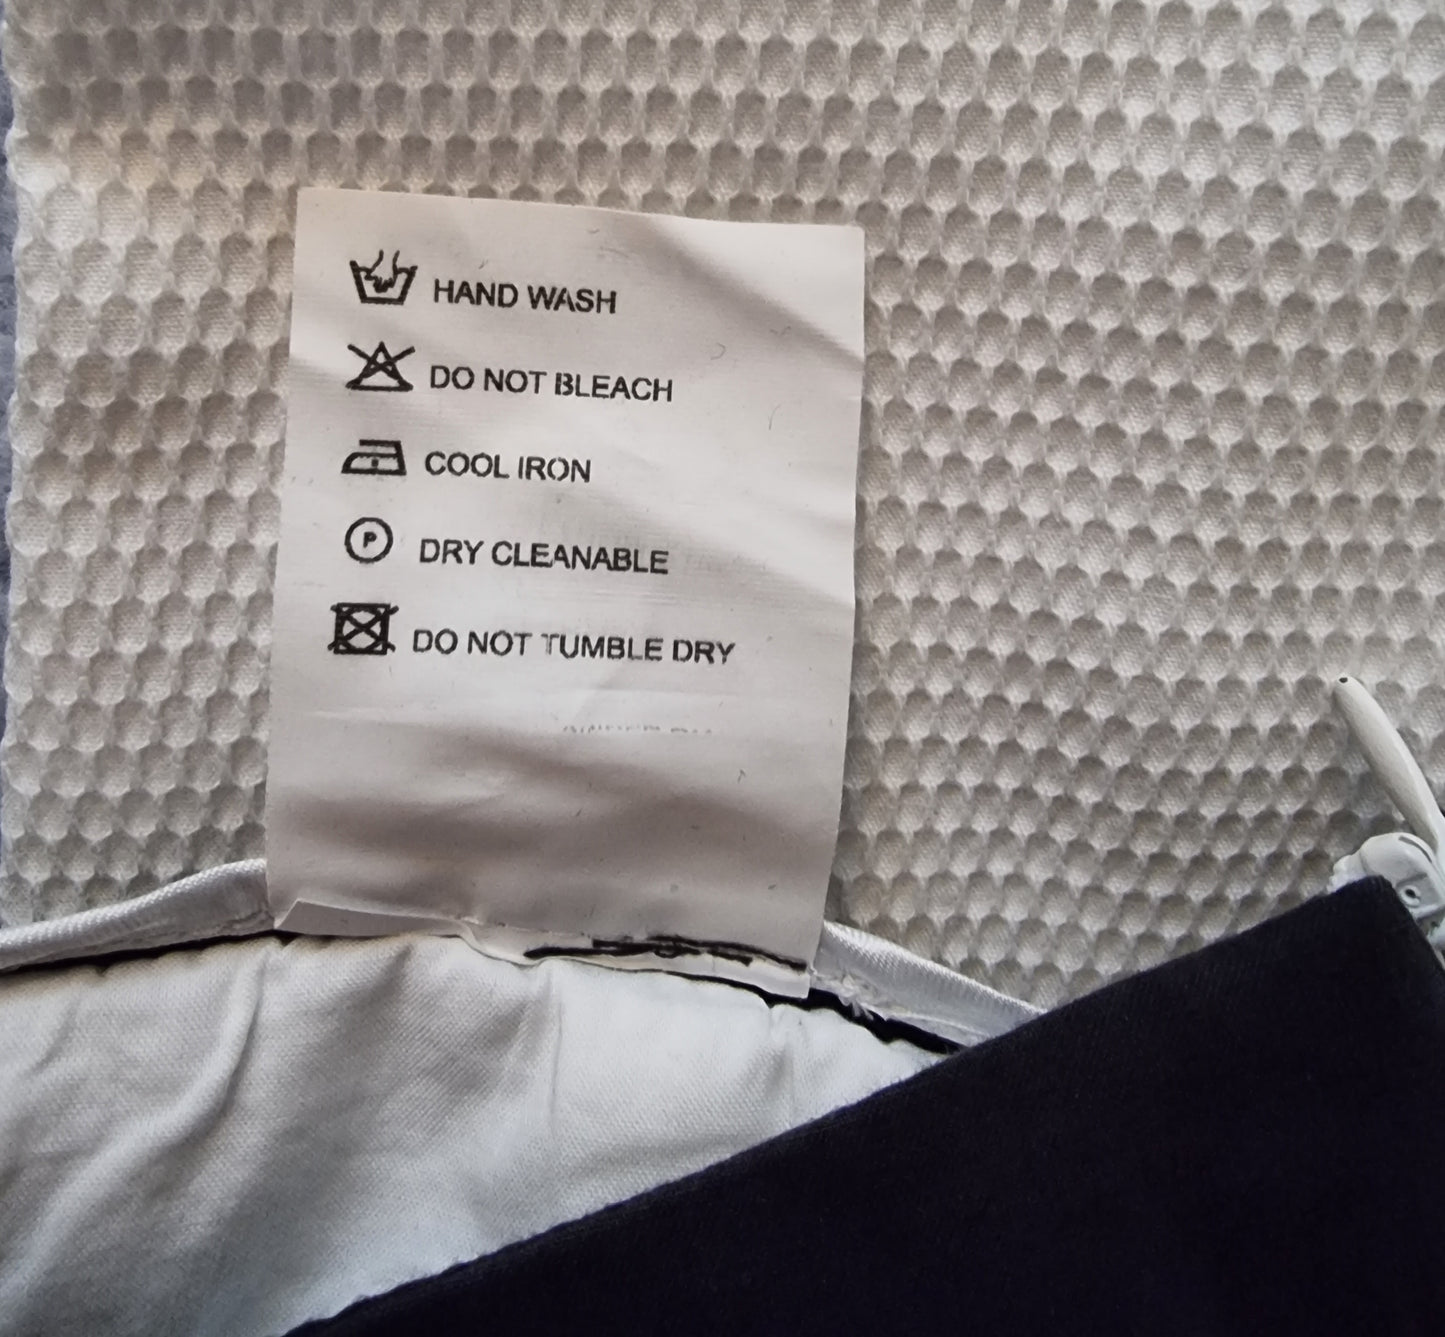 HAND WASH
DO NOT BLEACH
COOL IRON
P DRY CLEANABLE
DO NOT TUMBLE DRY